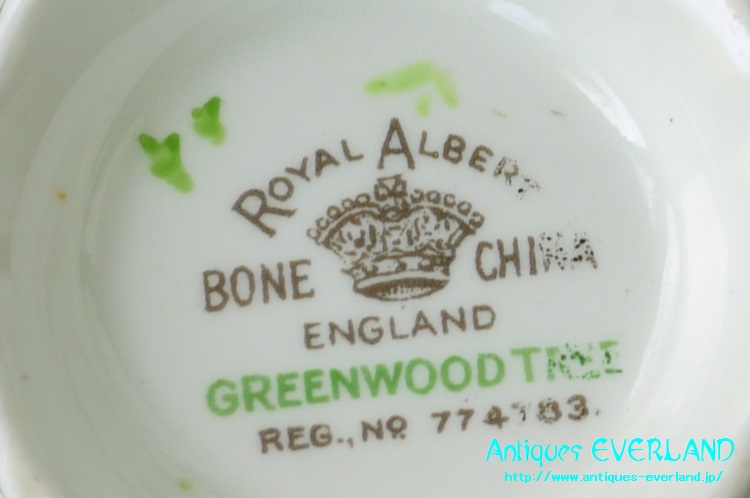 ROYAL ALBERT
BONE CHINA
ENGLAND
GREENWOOD TREE
REG., No 774783.
Antiques EVERLAND
http://www.antiques-everland.jp/